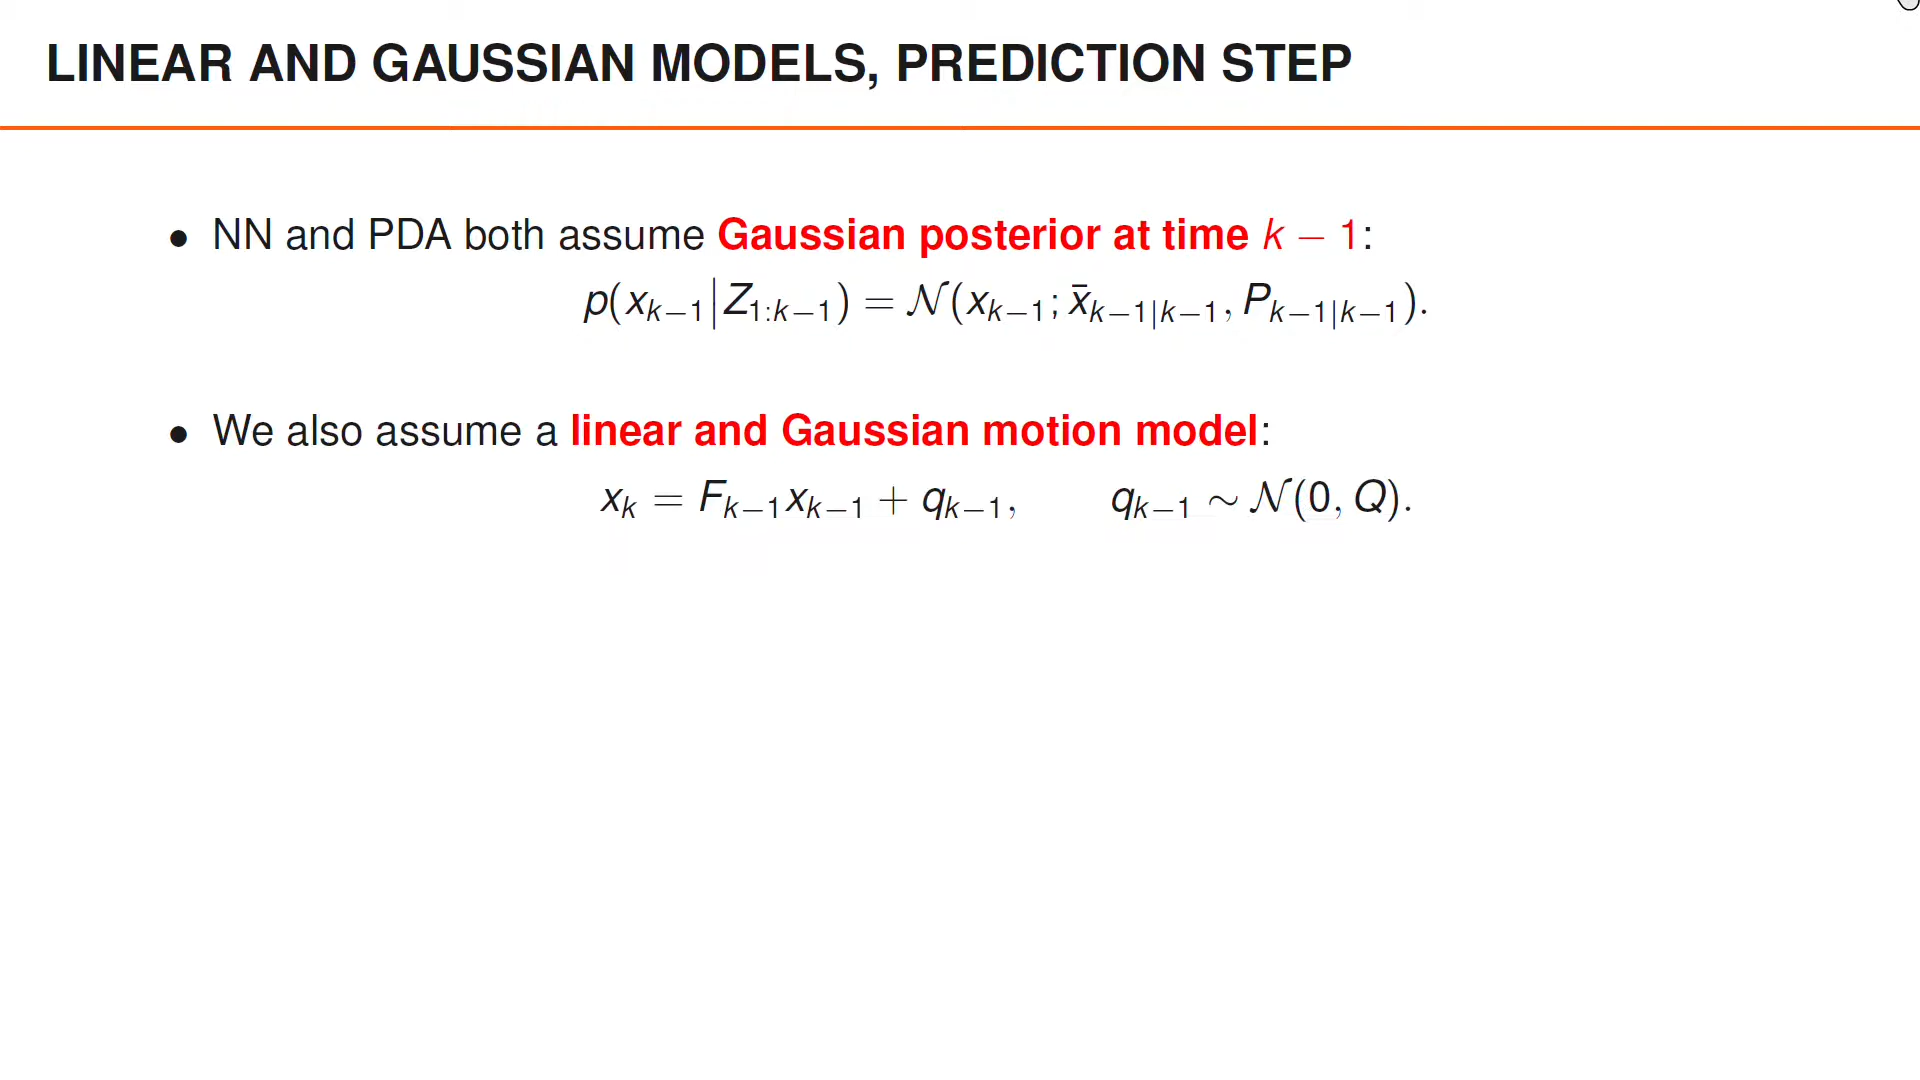 LINEAR AND GAUSSIAN MODELS, PREDICTION STEP
• NN and PDA both assume Gaussian posterior at time k − 1:
p(x_{k−1}|Z_{1:k−1}) = 𝒩(x_{k−1}; x̄_{k−1|k−1}, P_{k−1|k−1}).
• We also assume a linear and Gaussian motion model:
x_k = F_{k−1}x_{k−1} + q_{k−1}, q_{k−1} ∼ 𝒩(0, Q).